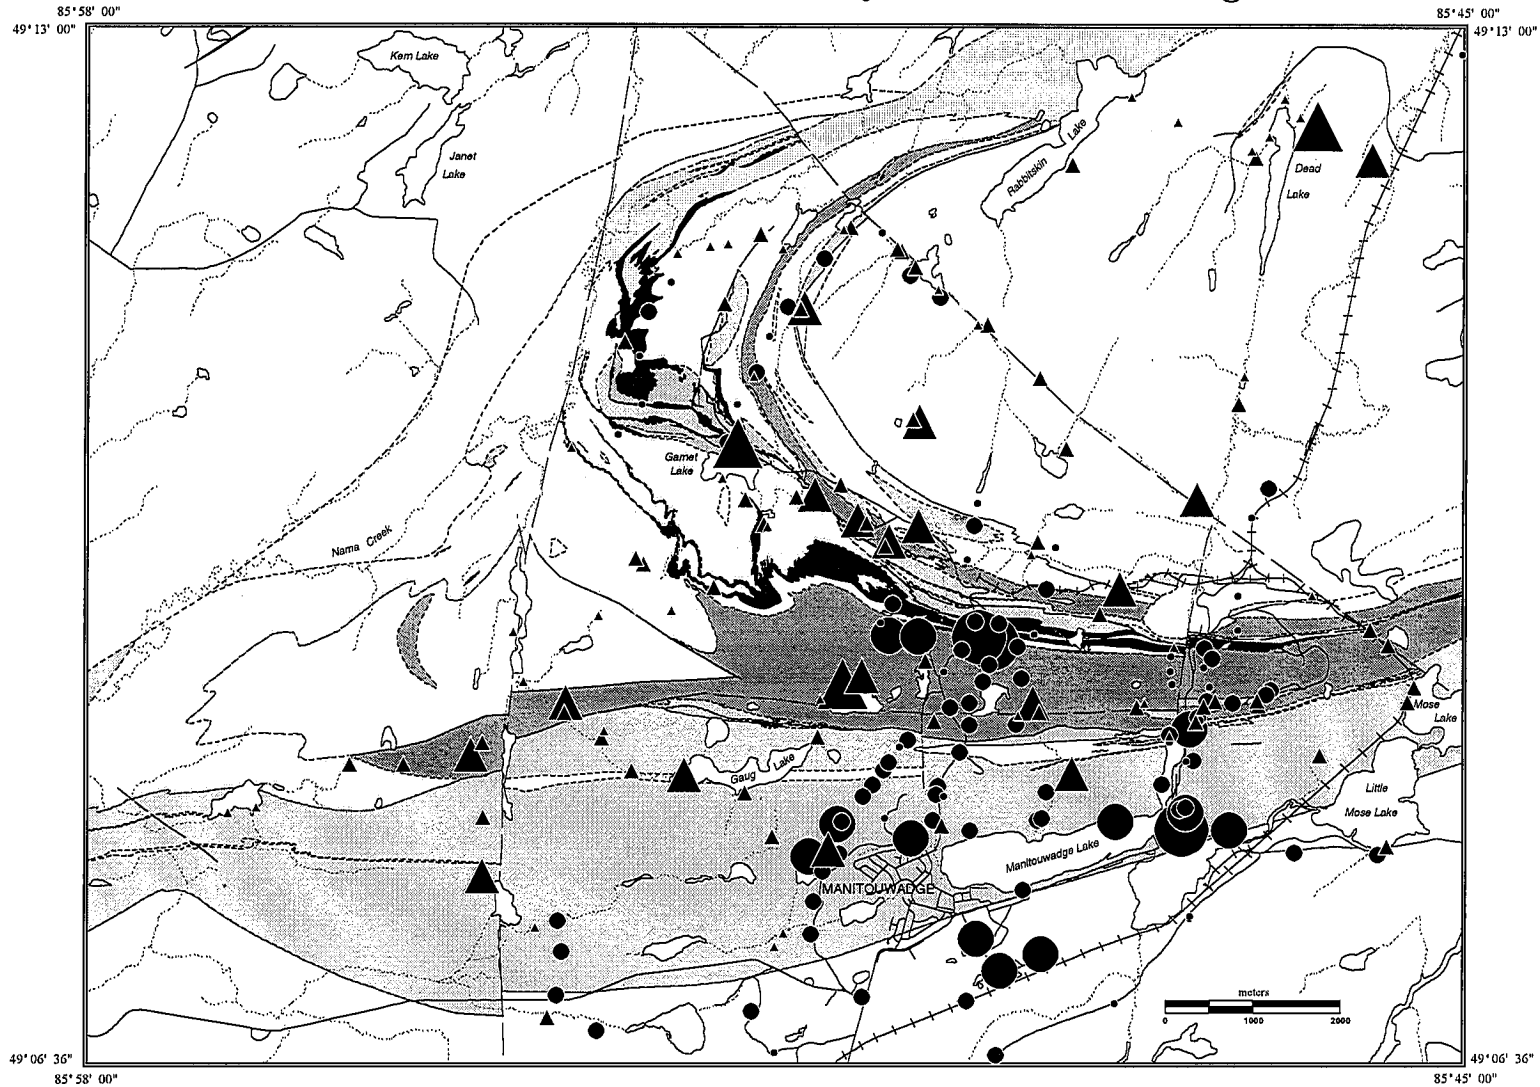 85° 58' 00"
85° 45' 00"
49° 13' 00"
49° 13' 00"
Kern Lake
Janet
Lake
Rabbitskin
Lake
Dead
Lake
Garnet
Lake
Nama Creek
Mose
Lake
Gaug Lake
Little
Mose Lake
Manitouwadge Lake
MANITOUWADGE
meters
0 1000 2000
49° 06' 36"
49° 06' 36"
85° 58' 00"
85° 45' 00"